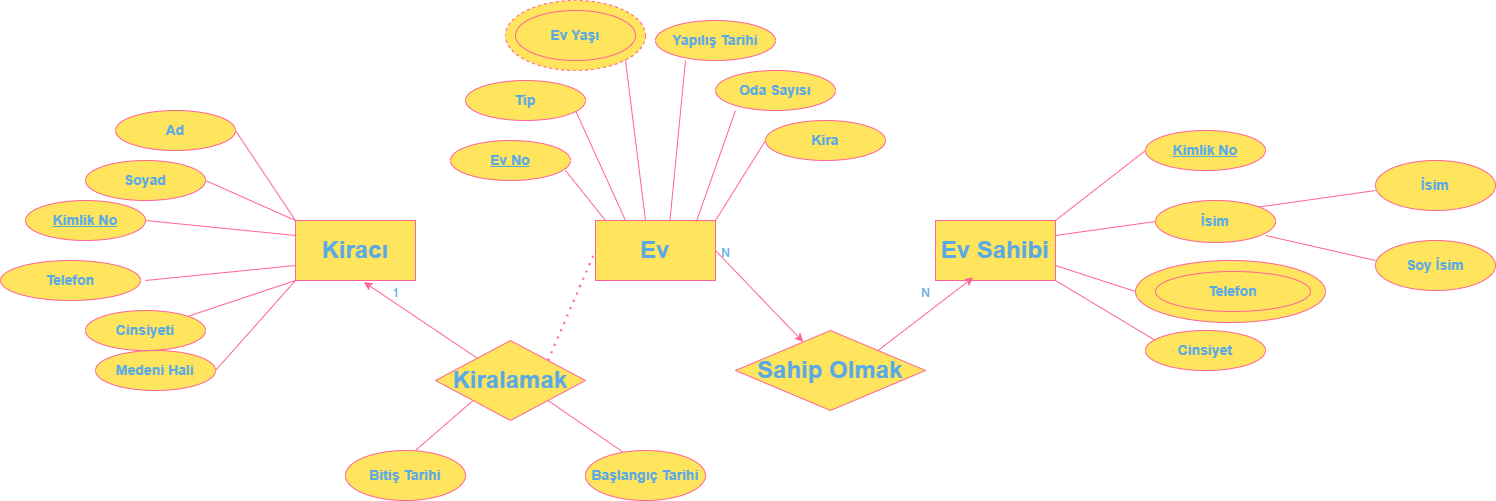 Ev Yaşı
Yapılış Tarihi
Tip
Oda Sayısı
Ad
Kira
Ev No
Kimlik No
Soyad
İsim
Kimlik No
İsim
Kiracı
Ev
N
Ev Sahibi
Soy İsim
Telefon
1
N
Telefon
Cinsiyeti
Cinsiyet
Medeni Hali
Kiralamak
Sahip Olmak
Bitiş Tarihi
Başlangıç Tarihi